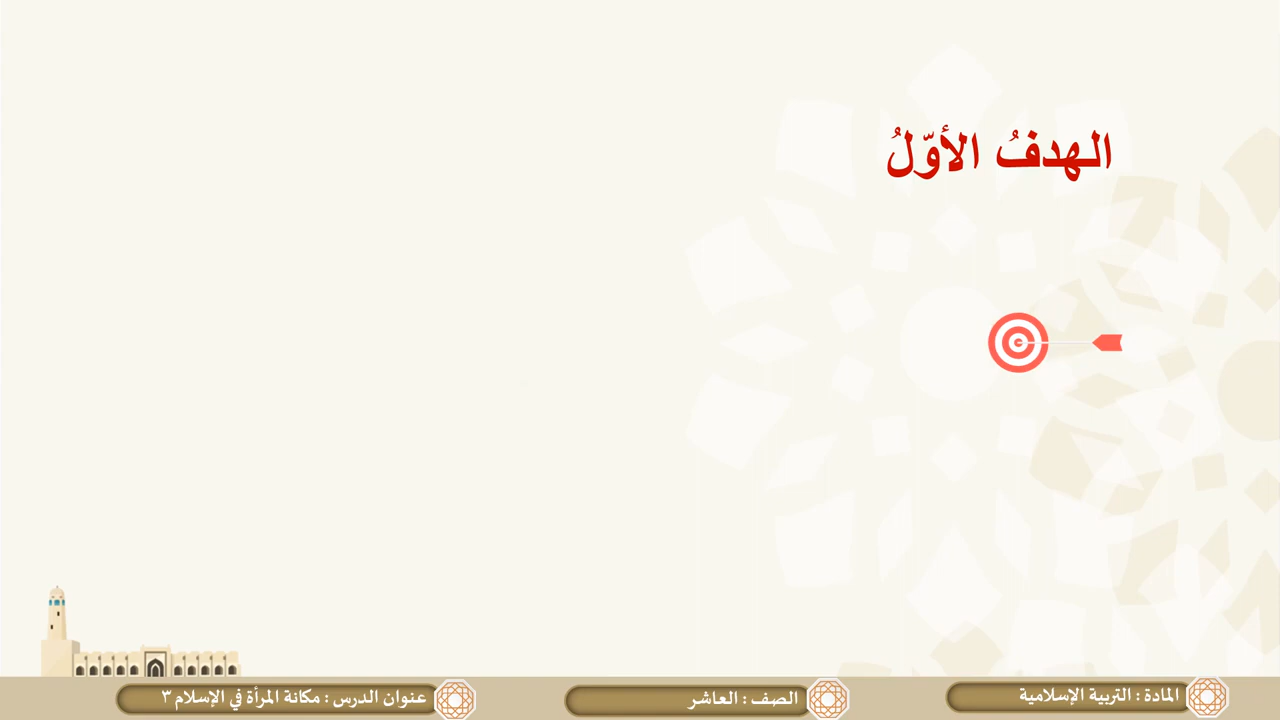 الهدفُ الأوّلُ
المادة : التربية الإسلامية
الصف : العاشر
عنوان الدرس : مكانة المرأة في الإسلام ٣